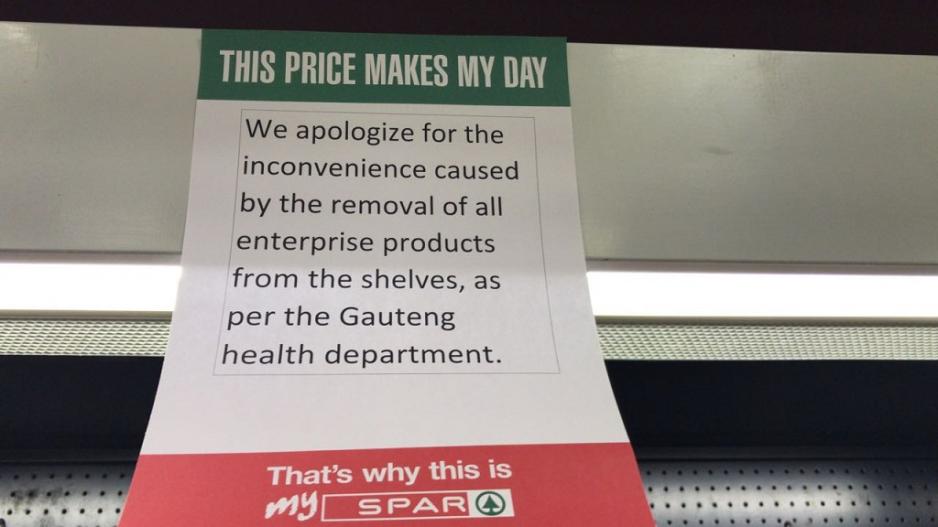 THIS PRICE MAKES MY DAY
We apologize for the
inconvenience caused
by the removal of all
enterprise products
from the shelves, as
per the Gauteng
health department.
That's why this is
my SPAR